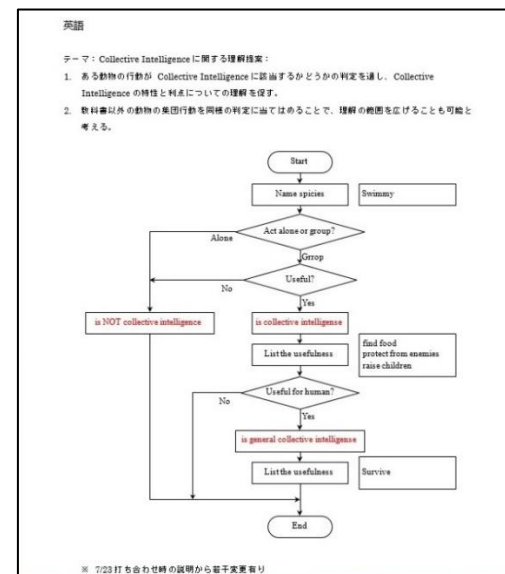 英語
テーマ：Collective Intelligence に関する理解提案：
1. ある動物の行動が Collective Intelligence に該当するかどうかの判定を通し、Collective
Intelligence の特性と利点についての理解を促す。
2. 教科書以外の動物の集団行動を同様の判定に当てはめることで、理解の範囲を広げることも可能と
考える。
Start
Name spicies
Swimmy
Act alone or group?
Alone
Grrop
Useful?
No
Yes
is NOT collective intelligence
is collective intelligense
List the usefulness
find food
protect from enemies
raise children
Useful for human?
No
Yes
is general collective intelligense
List the usefulness
Survive
End
※ 7/23 打ち合わせ時の説明から若干変更有り